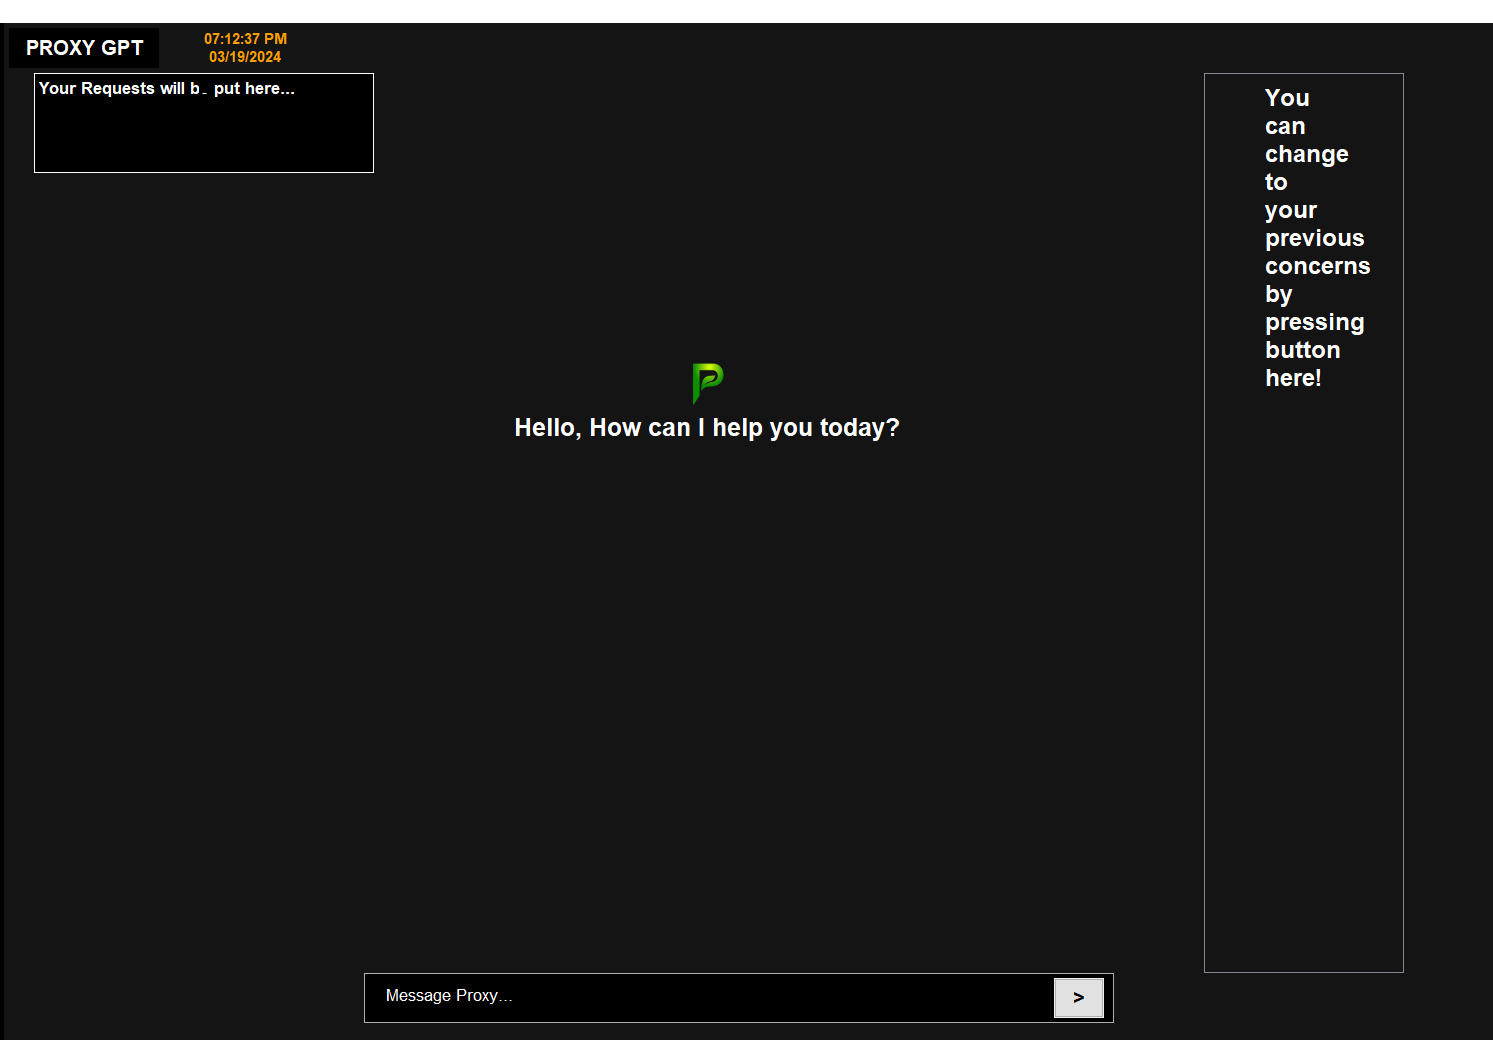 PROXY GPT
07:12:37 PM
03/19/2024
Your Requests will put here...
You
can
change
to
your
previous
concerns
by
pressing
button
here!
Hello, How can I help you today?
Message Proxy...
>